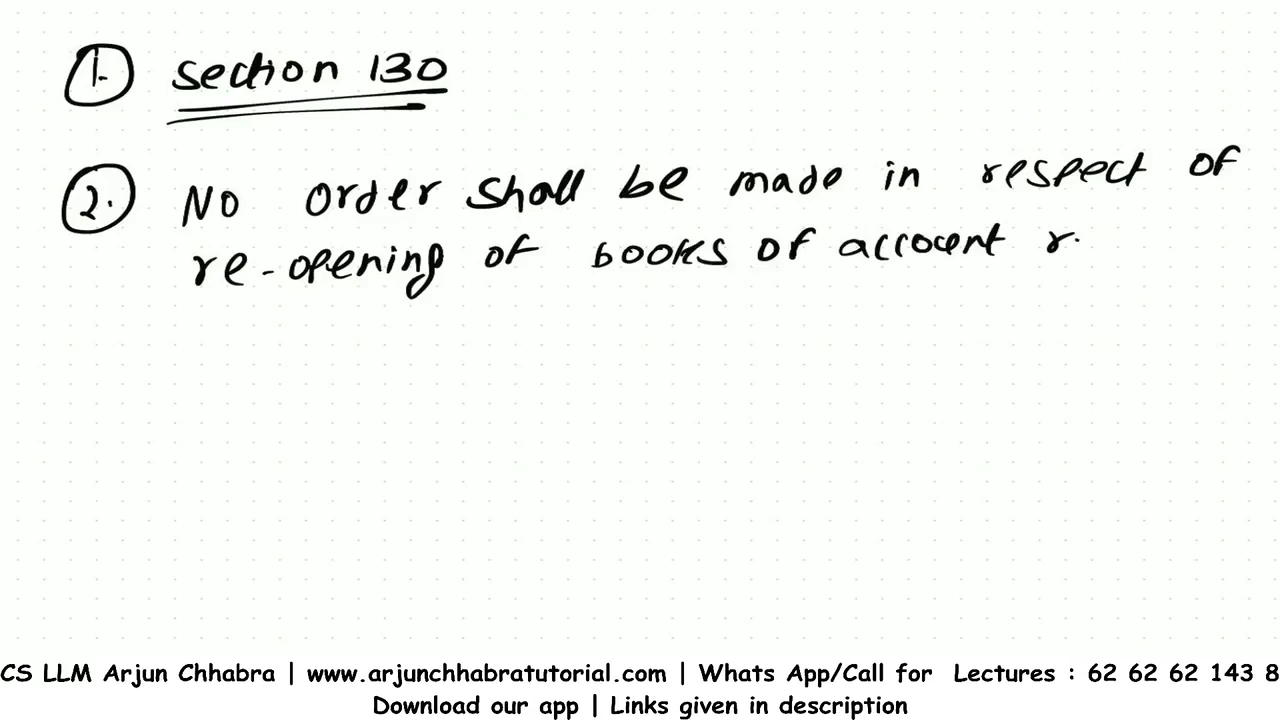 1. section 130
2. No order shall be made in respect of
re-opening of books of account r
CS LLM Arjun Chhabra | www.arjunchhabratutorial.com | Whats App/Call for Lectures : 62 62 62 143 8
Download our app | Links given in description